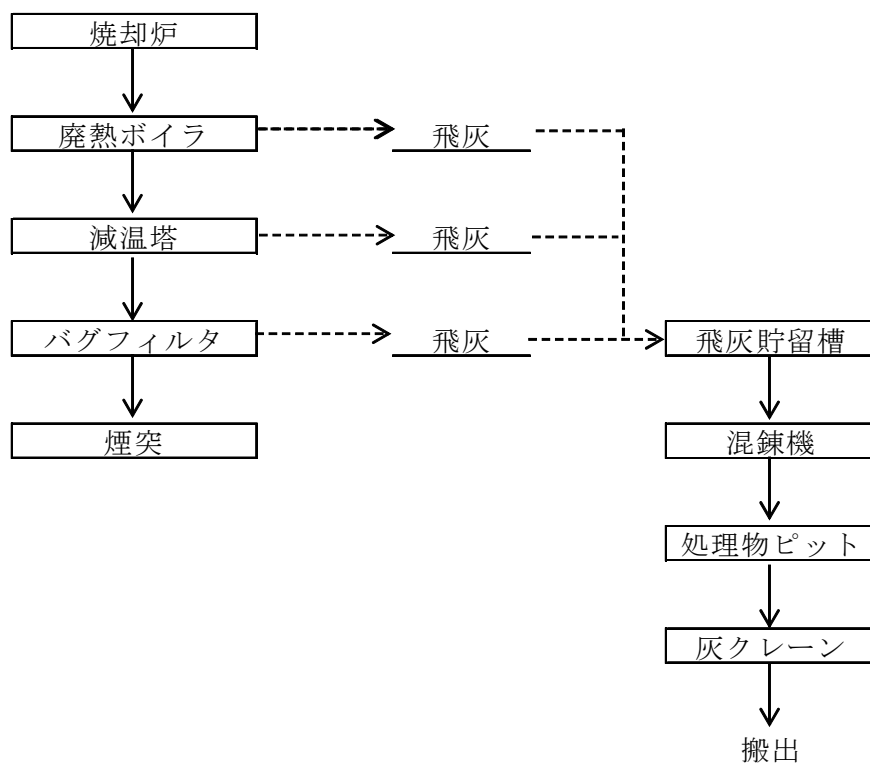 焼却炉
廃熱ボイラ
飛灰
減温塔
飛灰
バグフィルタ
飛灰
飛灰貯留槽
煙突
混錬機
処理物ピット
灰クレーン
搬出